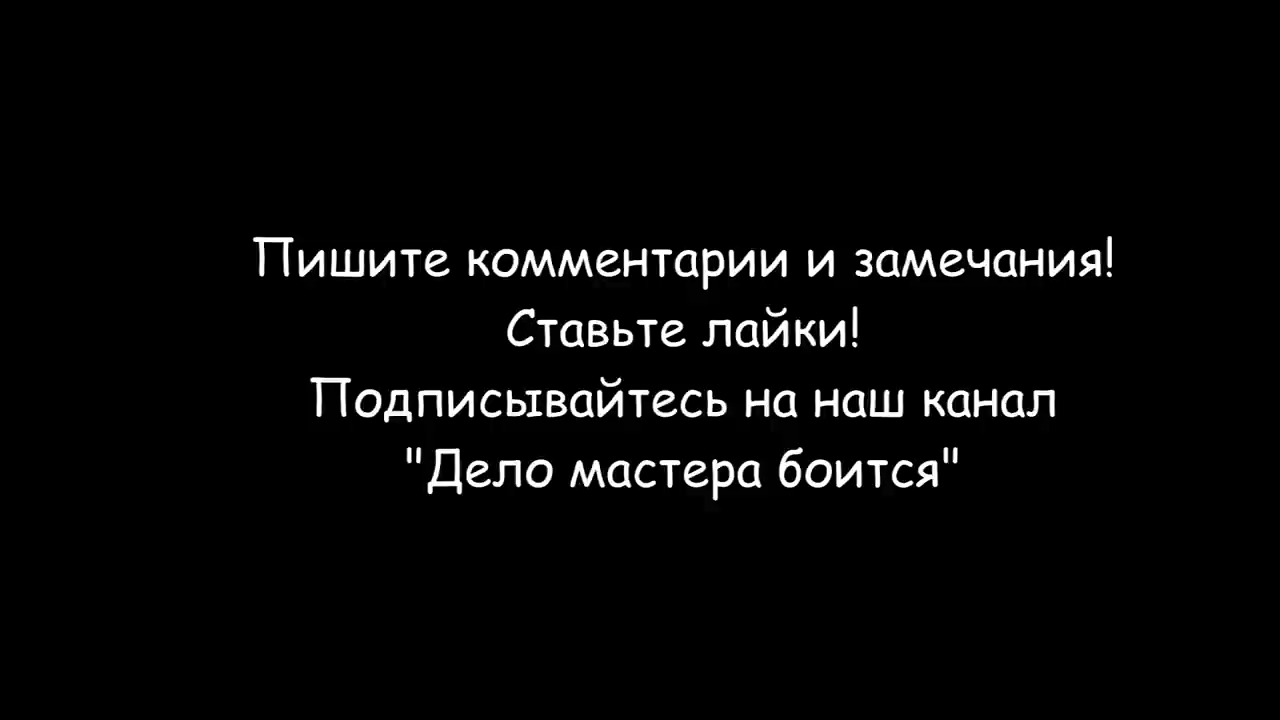 Пишите комментарии и замечания!
Ставьте лайки!
Подписывайтесь на наш канал
"Дело мастера боится"